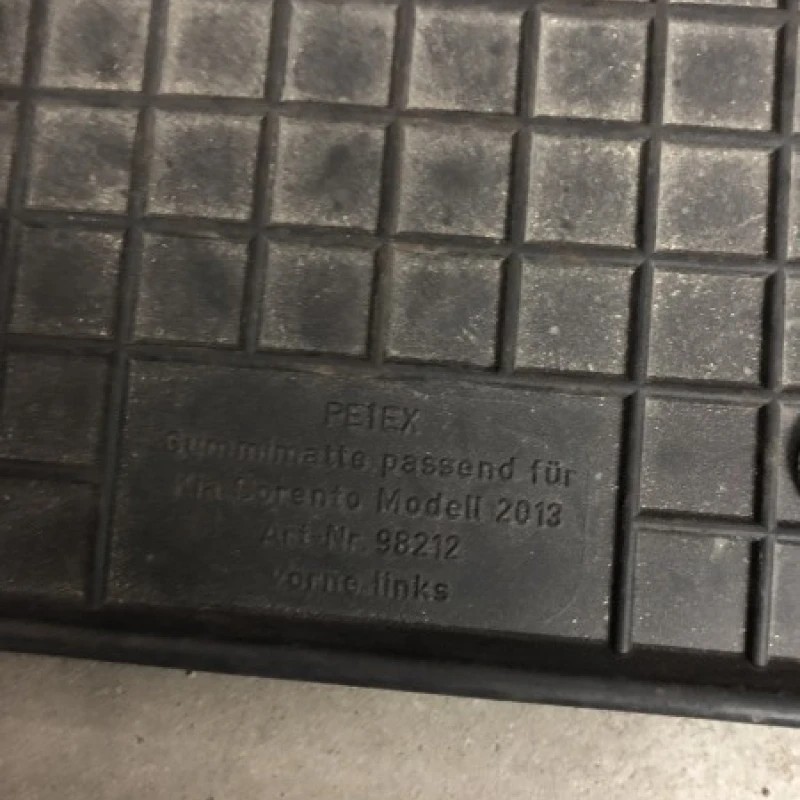 PETEX
Gummimatte passend für
Kia Sorento Modell 2013
Art-Nr. 98212
vorne links